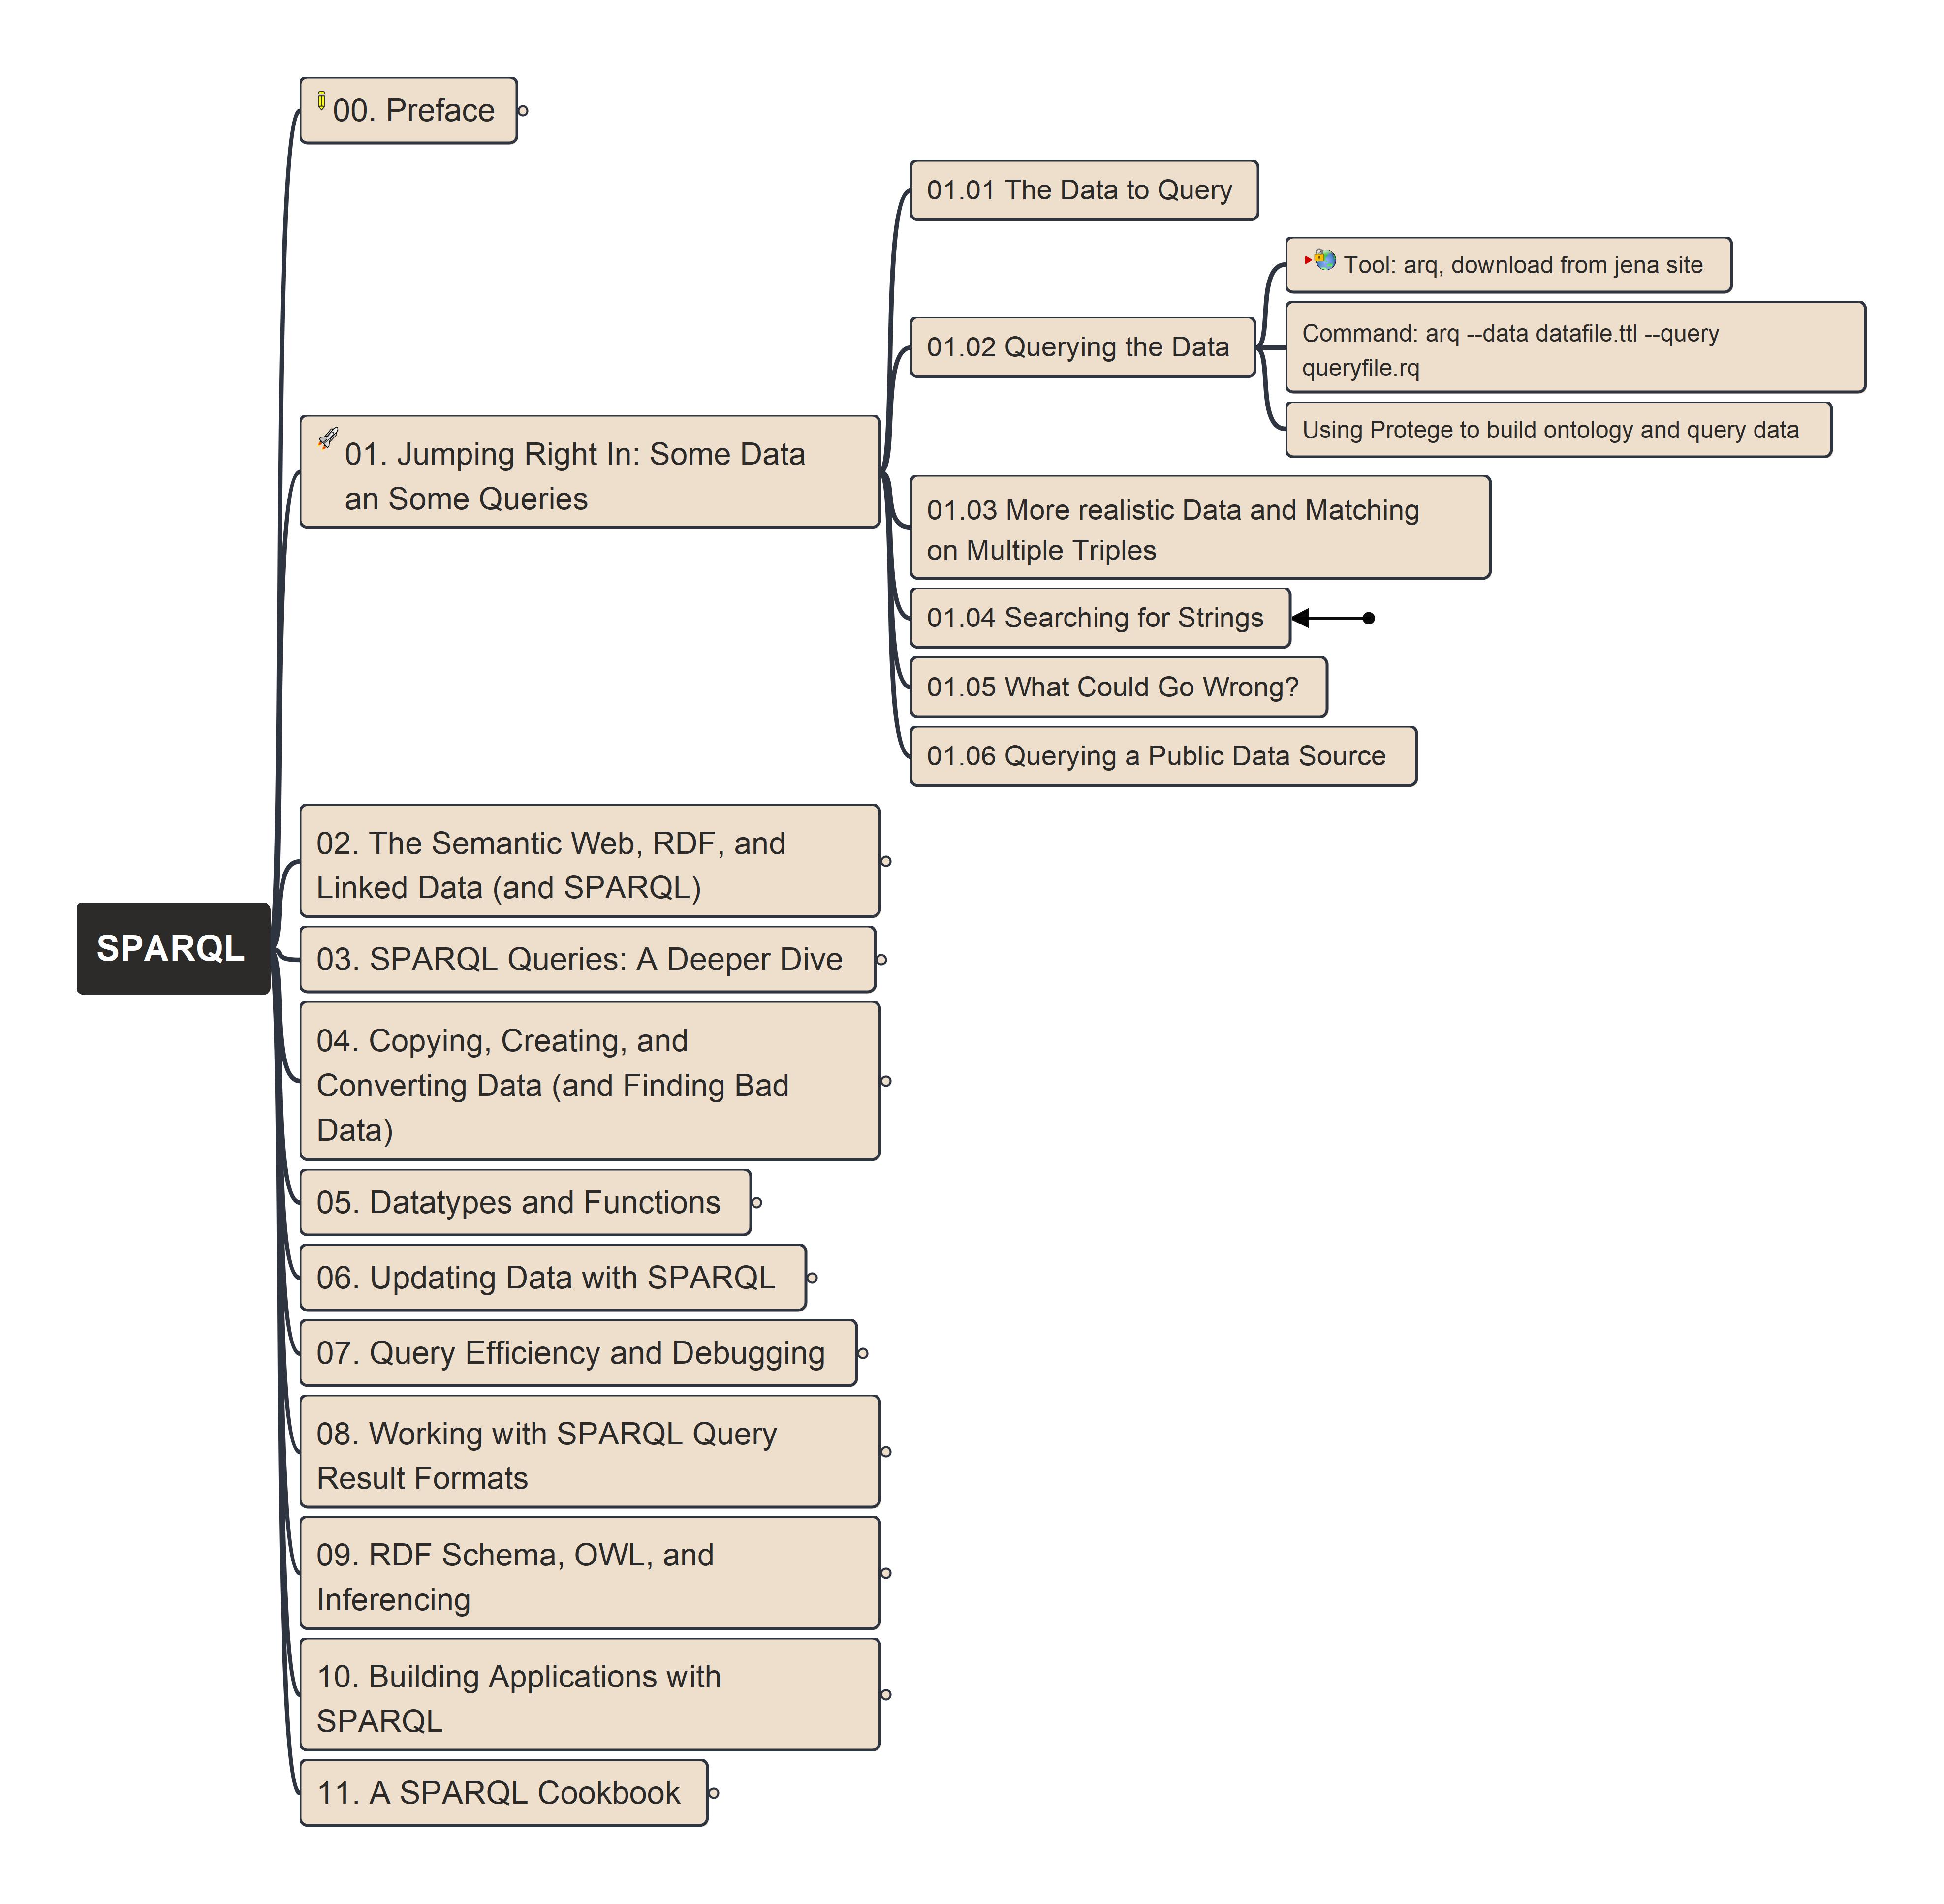 SPARQL
00. Preface
01. Jumping Right In: Some Data
an Some Queries
01.01 The Data to Query
01.02 Querying the Data
Tool: arq, download from jena site
Command: arq --data datafile.ttl --query
queryfile.rq
Using Protege to build ontology and query data
01.03 More realistic Data and Matching
on Multiple Triples
01.04 Searching for Strings
01.05 What Could Go Wrong?
01.06 Querying a Public Data Source
02. The Semantic Web, RDF, and
Linked Data (and SPARQL)
03. SPARQL Queries: A Deeper Dive
04. Copying, Creating, and
Converting Data (and Finding Bad
Data)
05. Datatypes and Functions
06. Updating Data with SPARQL
07. Query Efficiency and Debugging
08. Working with SPARQL Query
Result Formats
09. RDF Schema, OWL, and
Inferencing
10. Building Applications with
SPARQL
11. A SPARQL Cookbook